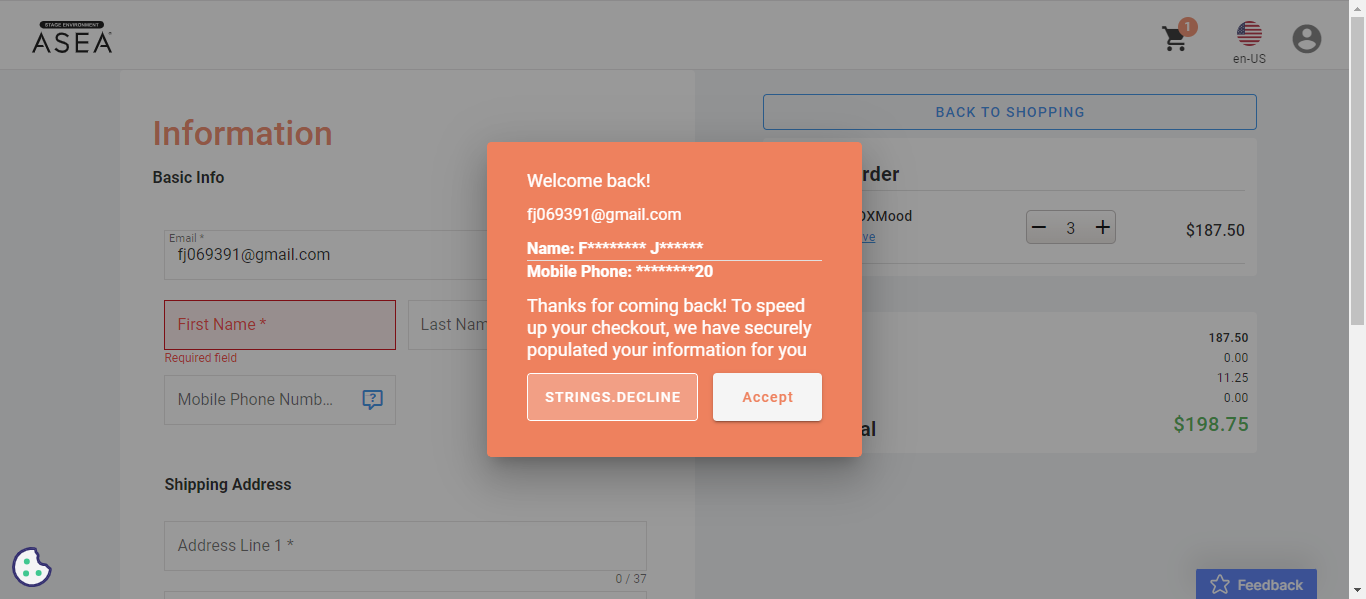 STAGE ENVIRONMENT
ASEA
1
en-US
BACK TO SHOPPING
Information
Basic Info
Email *
fj069391@gmail.com
First Name *
Last Nam
Required field
Mobile Phone Numb...
?
Shipping Address
Address Line 1 *
0 / 37
Welcome back!
fj069391@gmail.com
Name: F******** J******
Mobile Phone: ********20
Thanks for coming back! To speed
up your checkout, we have securely
populated your information for you
STRINGS.DECLINE
Accept
rder
OXMood
ve
3
$187.50
187.50
0.00
11.25
0.00
al
$198.75
Feedback